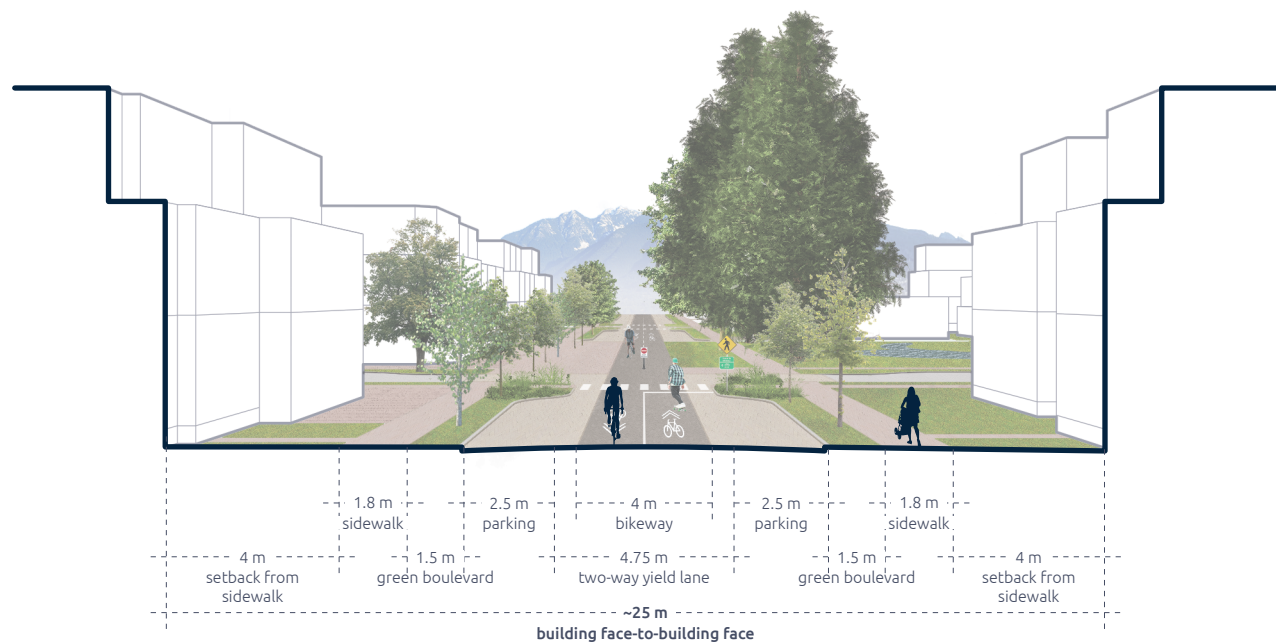 1.8 m
sidewalk
2.5 m
parking
4 m
bikeway
2.5 m
parking
1.8 m
sidewalk
4 m
setback from
sidewalk
1.5 m
green boulevard
4.75 m
two-way yield lane
1.5 m
green boulevard
4 m
setback from
sidewalk
~25 m
building face-to-building face